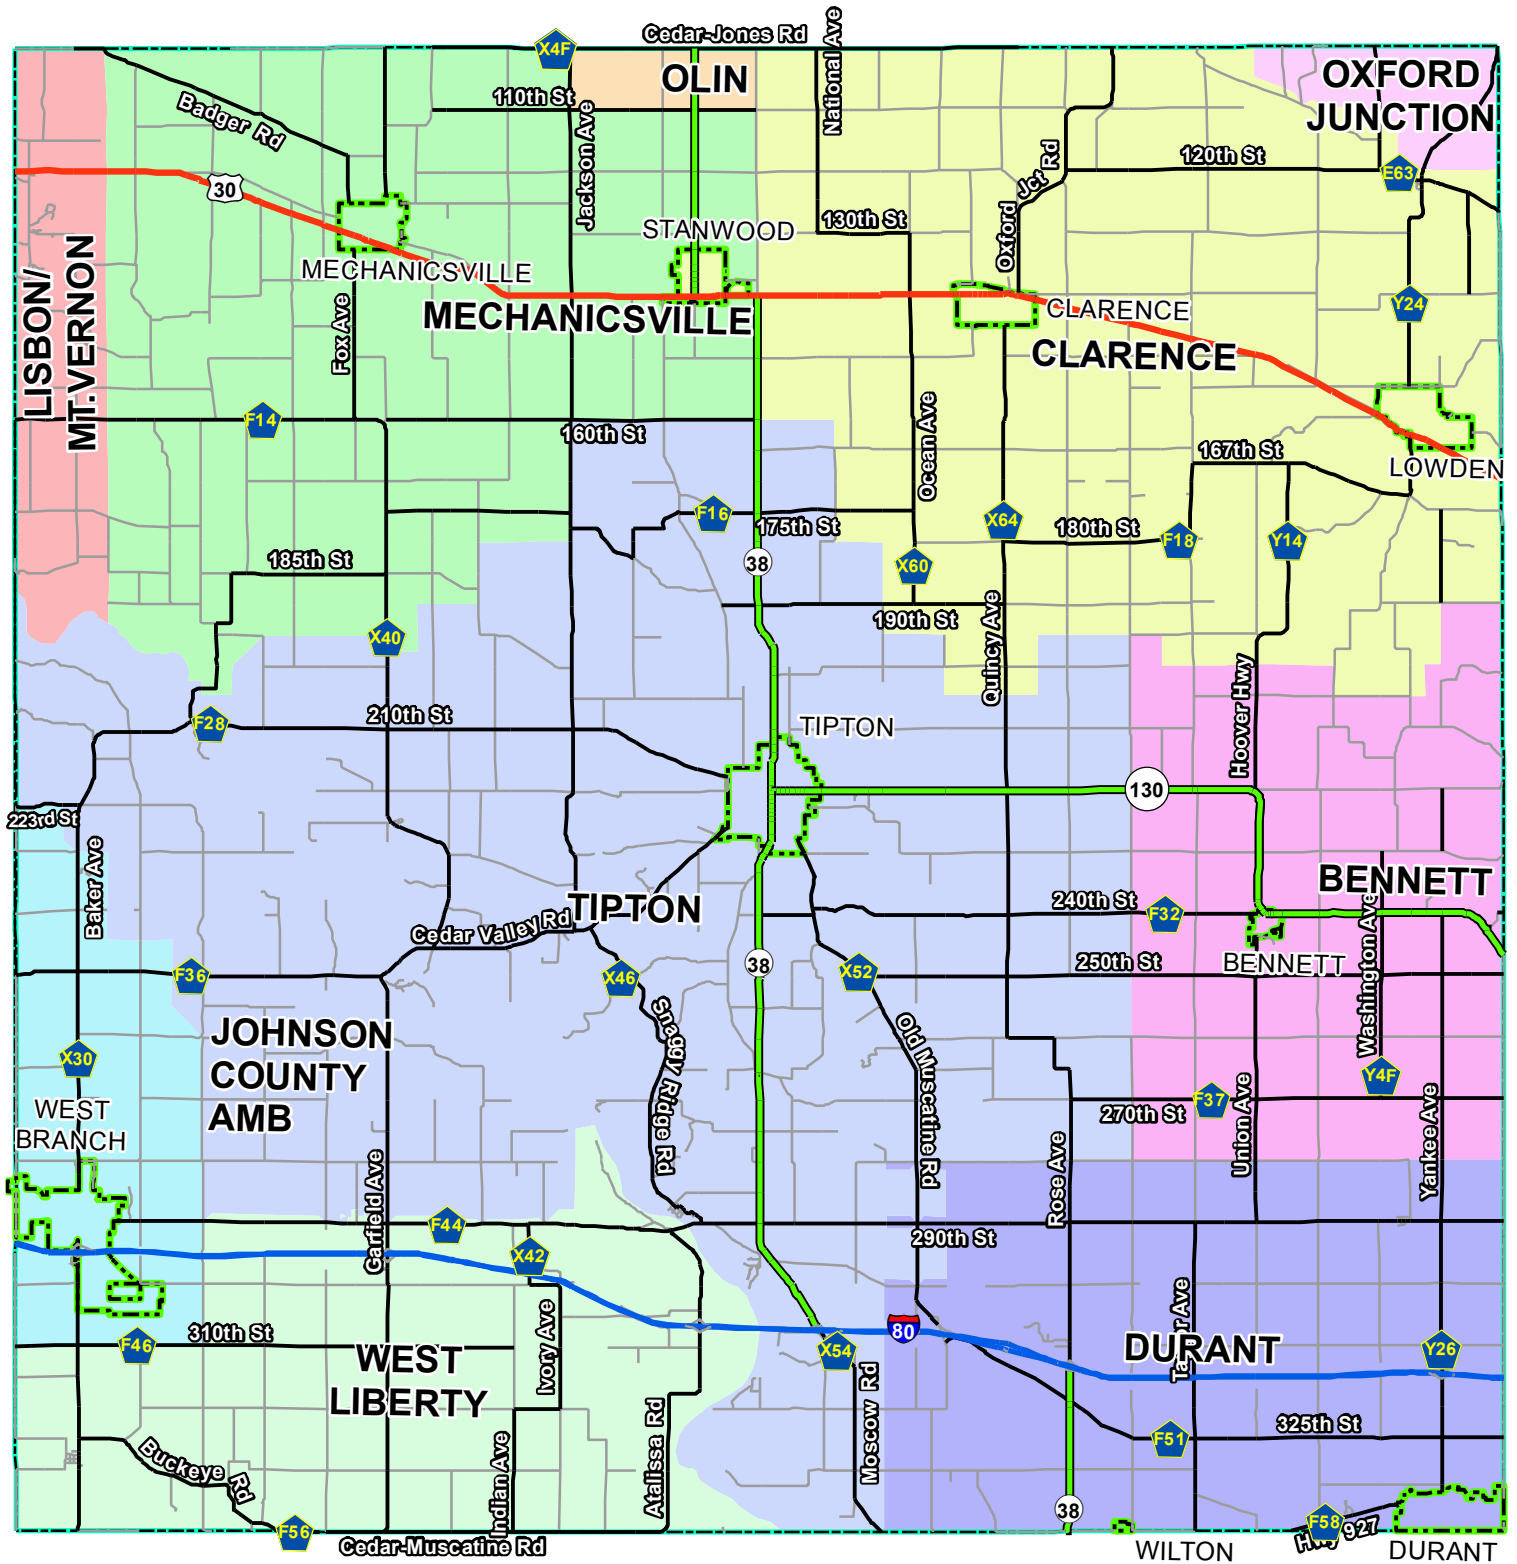 Cedar-Jones Rd
X4F
OLIN
National Ave
OXFORD
JUNCTION
Badger Rd
110th St
Jackson Ave
120th St
E63
Oxford Jct Rd
30
130th St
STANWOOD
LISBON/
MT.VERNON
MECHANICSVILLE
MECHANICSVILLE
CLARENCE
CLARENCE
Y24
Fox Ave
F14
160th St
Ocean Ave
167th St
LOWDEN
F16
175th St
X64
180th St
F18
Y14
185th St
38
X60
190th St
X40
Quincy Ave
Hoover Hwy
F28
210th St
TIPTON
130
223rd St
Baker Ave
TIPTON
Cedar Valley Rd
240th St
F32
BENNETT
Washington Ave
BENNETT
F36
X46
38
X52
250th St
JOHNSON
COUNTY
AMB
Snaggy Ridge Rd
Old Muscatine Rd
X30
Y4F
F37
270th St
Union Ave
Yankee Ave
WEST
BRANCH
Garfield Ave
Rose Ave
F44
X42
290th St
Ivory Ave
80
310th St
F46
X54
WEST
LIBERTY
DURANT
Y26
Moscow Rd
Atalissa Rd
Indian Ave
325th St
F51
Buckeye Rd
F56
Cedar-Muscatine Rd
38
F58
WILTON
DURANT